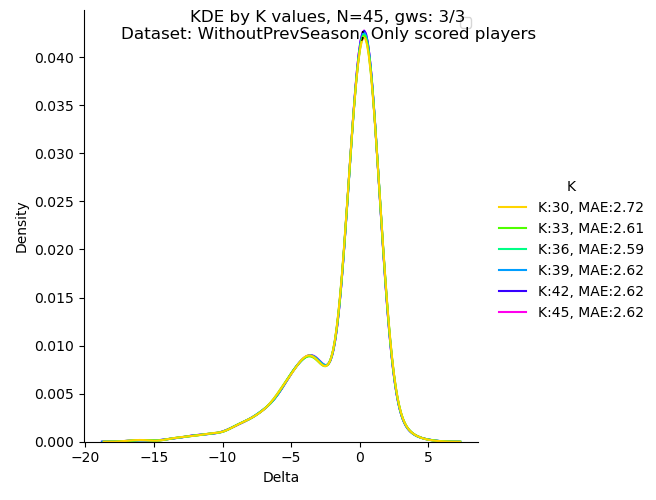 KDE by K values, N=45, gws: 3/3
Dataset: WithoutPrevSeason, Only scored players
0.040
0.035
0.030
0.025
0.020
0.015
0.010
0.005
0.000
Density
−20
−15
−10
−5
0
5
Delta
K
K:30, MAE:2.72
K:33, MAE:2.61
K:36, MAE:2.59
K:39, MAE:2.62
K:42, MAE:2.62
K:45, MAE:2.62